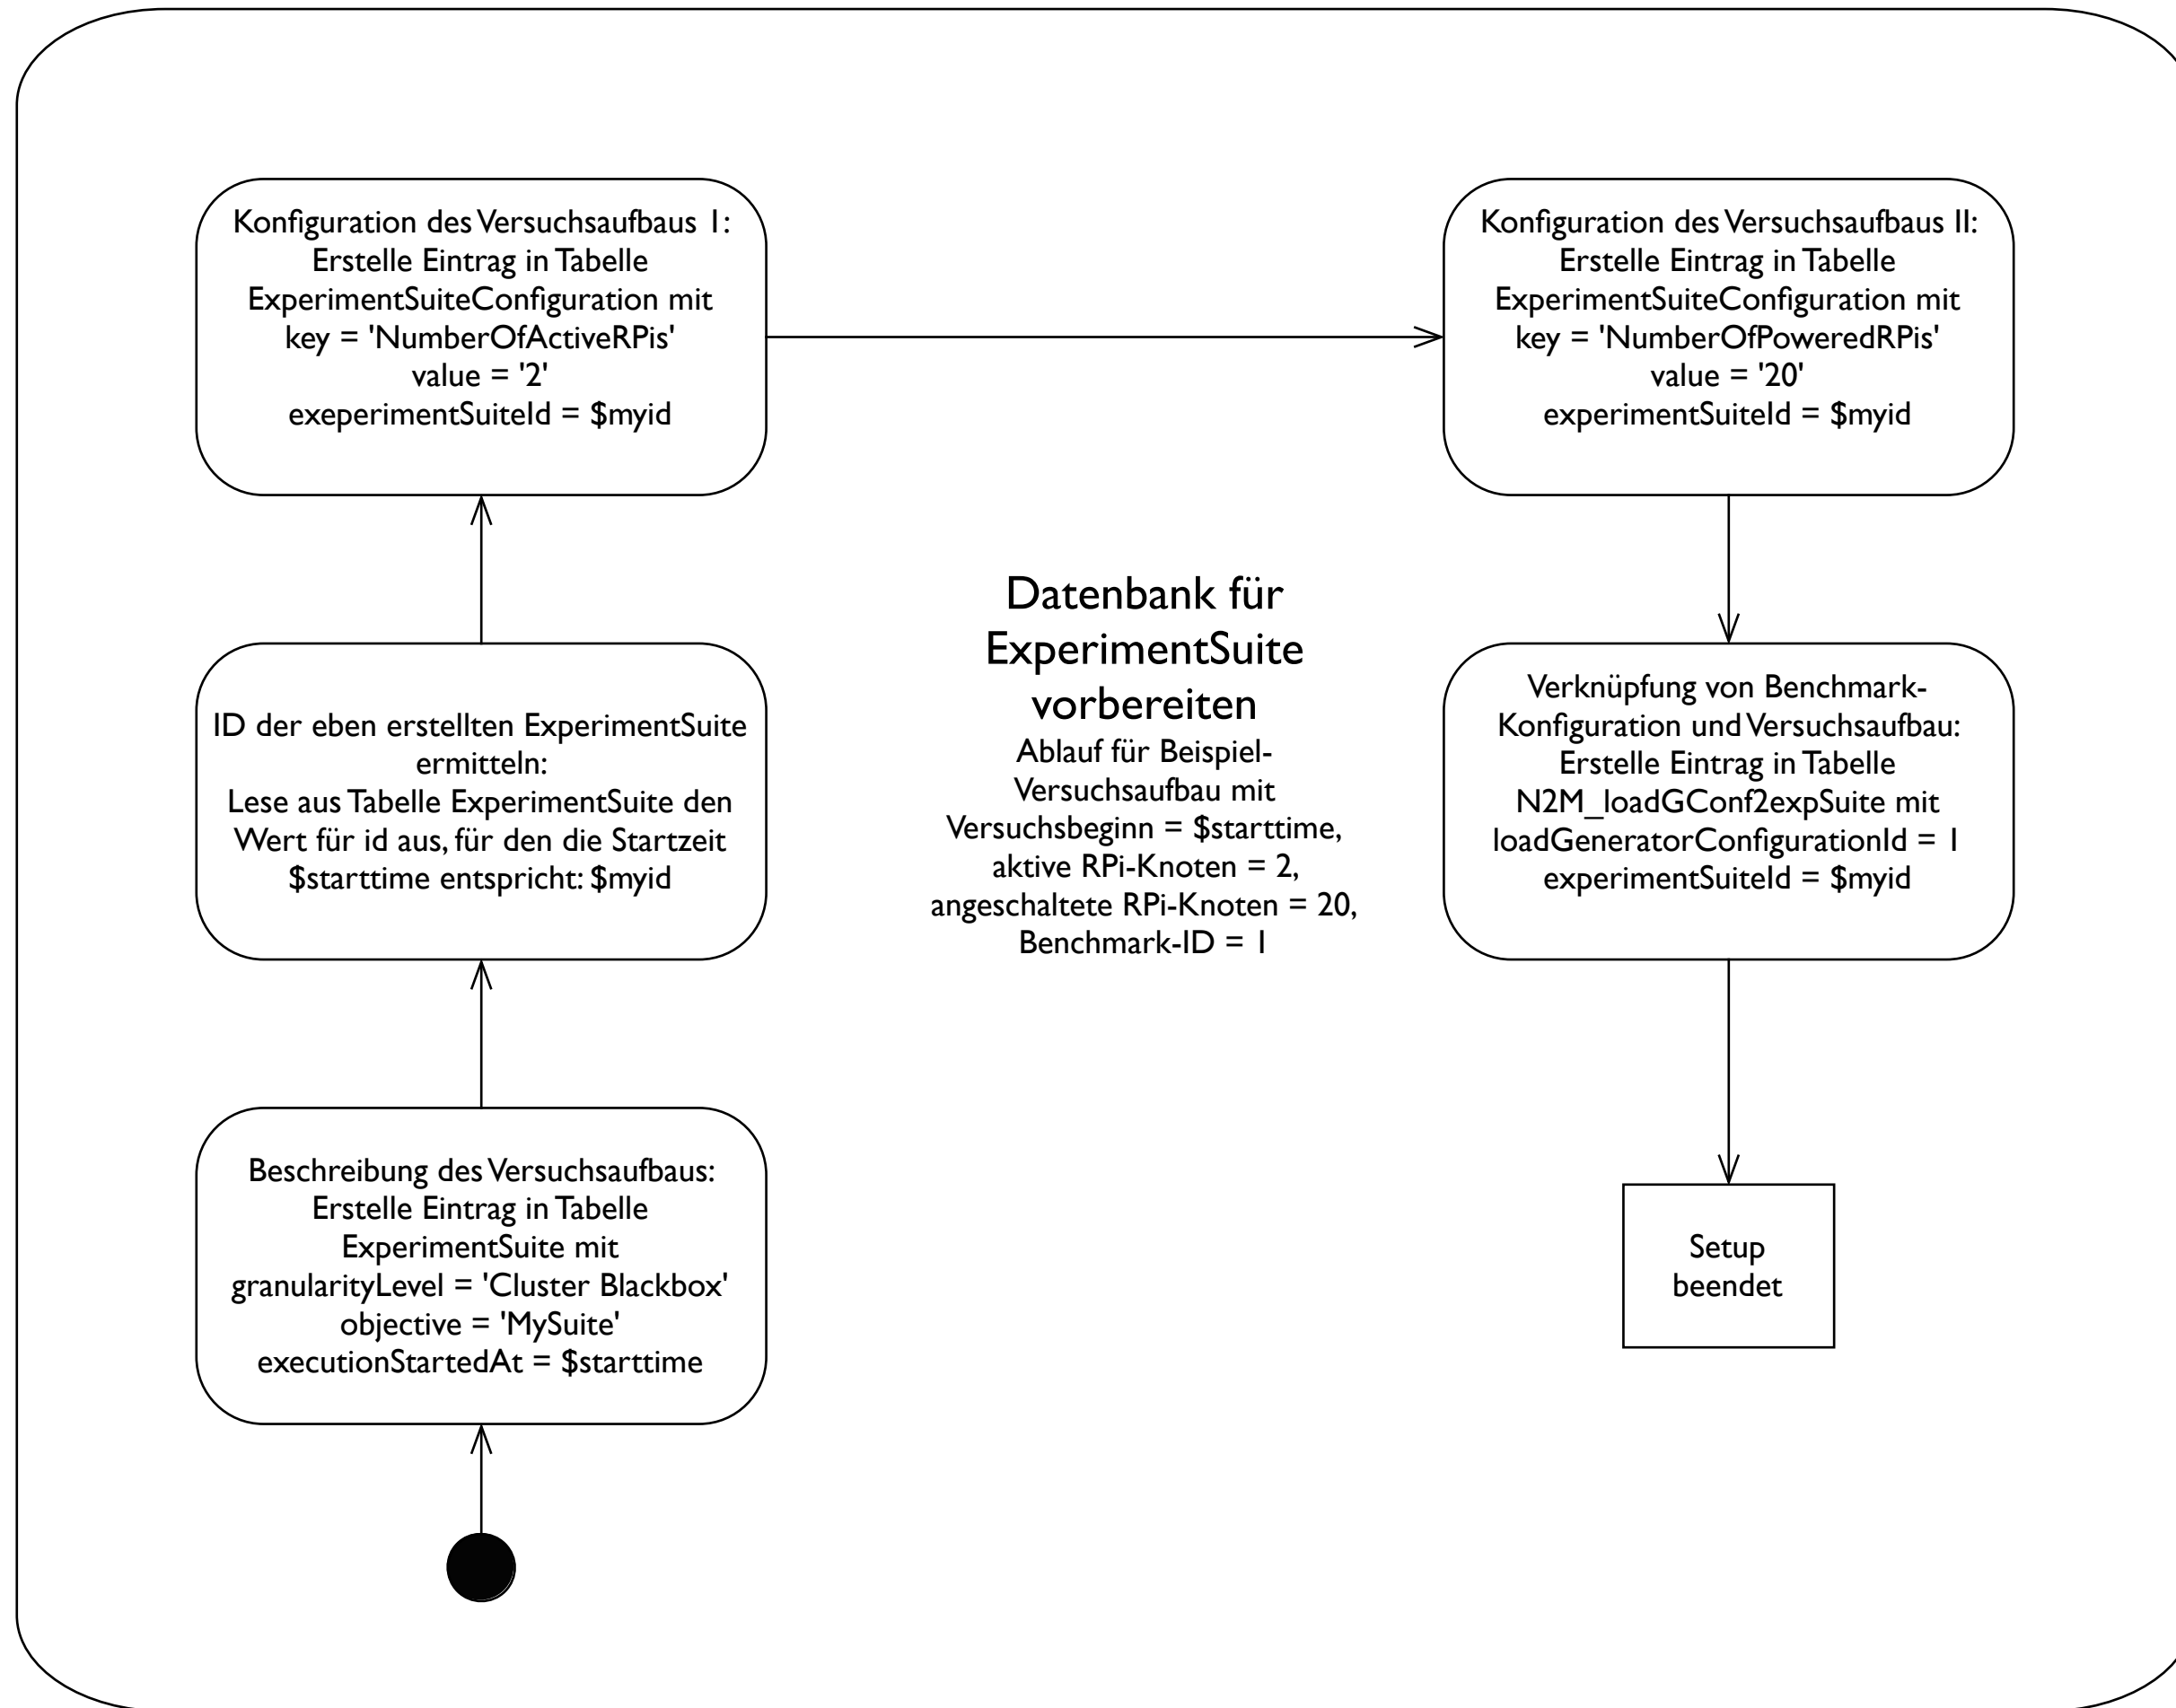 Konfiguration des Versuchsaufbaus I:
Erstelle Eintrag in Tabelle
ExperimentSuiteConfiguration mit
key = 'NumberOfActiveRPis'
value = '2'
exeperimentSuiteId = $myid
Konfiguration des Versuchsaufbaus II:
Erstelle Eintrag in Tabelle
ExperimentSuiteConfiguration mit
key = 'NumberOfPoweredRPis'
value = '20'
experimentSuiteId = $myid
ID der eben erstellten ExperimentSuite
ermitteln:
Lese aus Tabelle ExperimentSuite den
Wert für id aus, für den die Startzeit
$starttime entspricht: $myid
Datenbank für
ExperimentSuite
vorbereiten
Ablauf für Beispiel-
Versuchsaufbau mit
Versuchsbeginn = $starttime,
aktive RPi-Knoten = 2,
angeschaltete RPi-Knoten = 20,
Benchmark-ID = 1
Verknüpfung von Benchmark-
Konfiguration und Versuchsaufbau:
Erstelle Eintrag in Tabelle
N2M_loadGConf2expSuite mit
loadGeneratorConfigurationId = 1
experimentSuiteId = $myid
Beschreibung des Versuchsaufbaus:
Erstelle Eintrag in Tabelle
ExperimentSuite mit
granularityLevel = 'Cluster Blackbox'
objective = 'MySuite'
executionStartedAt = $starttime
Setup
beendet